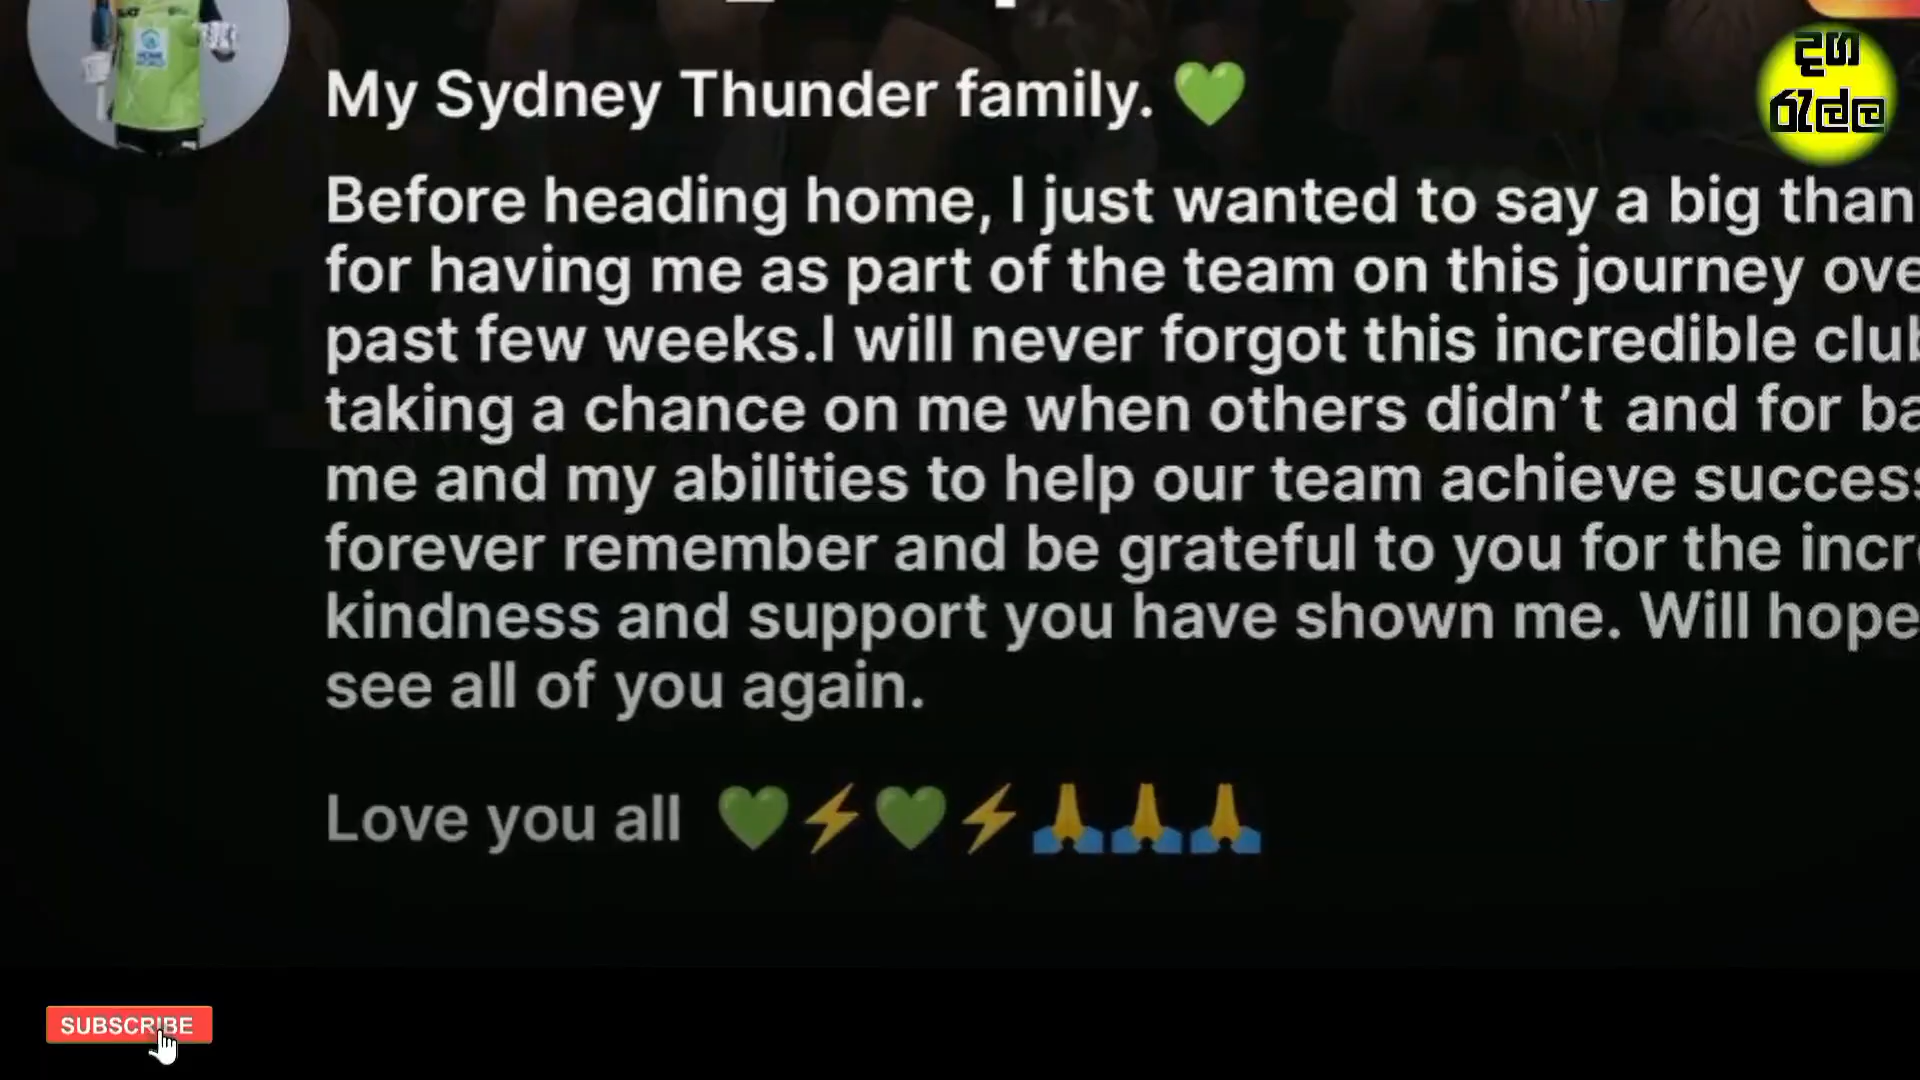 My Sydney Thunder family. 💚
දඟ
රැල්ල
Before heading home, I just wanted to say a big than
for having me as part of the team on this journey ove
past few weeks.I will never forgot this incredible club
taking a chance on me when others didn’t and for ba
me and my abilities to help our team achieve success
forever remember and be grateful to you for the incr
kindness and support you have shown me. Will hope
see all of you again.
Love you all 💚⚡💚⚡🙏🙏🙏
SUBSCRIBE